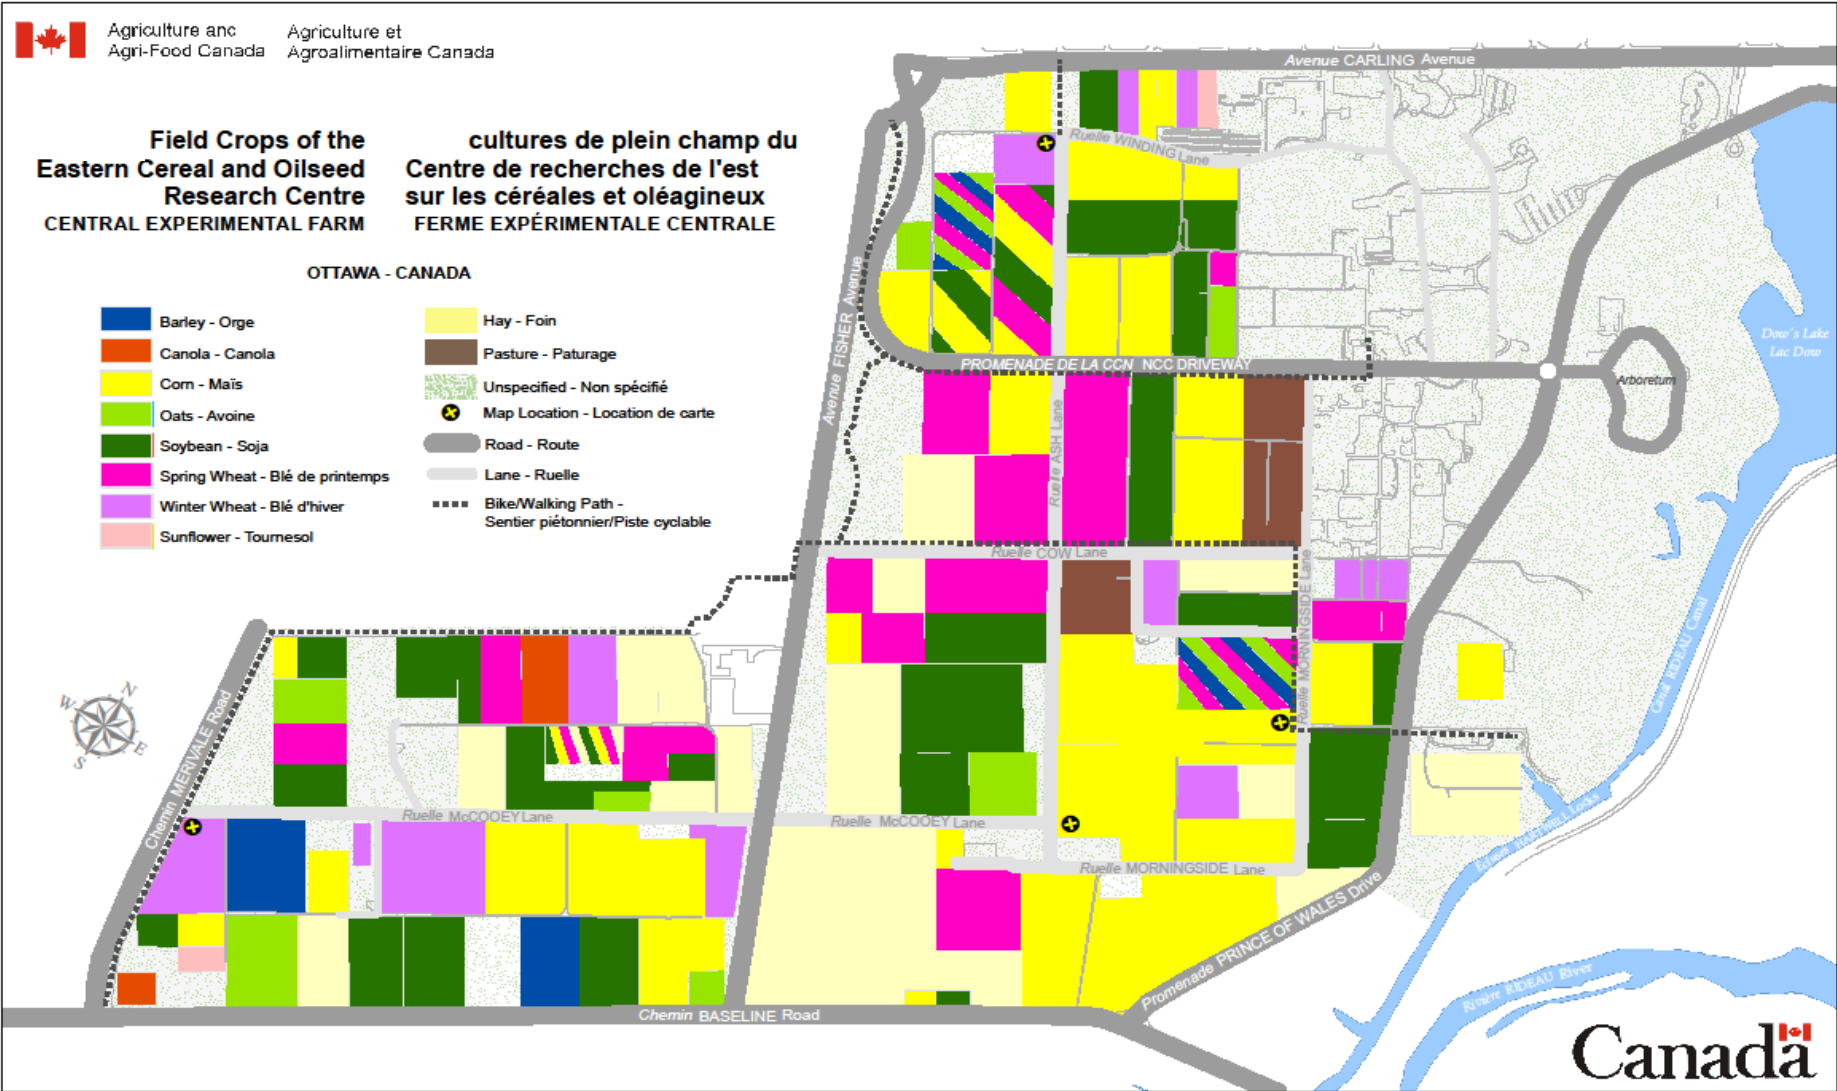 Agriculture and
Agri-Food Canada
Agriculture et
Agroalimentaire Canada
Field Crops of the
Eastern Cereal and Oilseed
Research Centre
CENTRAL EXPERIMENTAL FARM
cultures de plein champ du
Centre de recherches de l'est
sur les céréales et oléagineux
FERME EXPÉRIMENTALE CENTRALE
OTTAWA - CANADA
Barley - Orge
Canola - Canola
Corn - Maïs
Oats - Avoine
Soybean - Soja
Spring Wheat - Blé de printemps
Winter Wheat - Blé d'hiver
Sunflower - Tournesol
Hay - Foin
Pasture - Paturage
Unspecified - Non spécifié
Map Location - Location de carte
Road - Route
Lane - Ruelle
Bike/Walking Path -
Sentier piétonnier/Piste cyclable
Avenue CARLING Avenue
Ruelle WINDING Lane
Avenue FISHER Avenue
PROMENADE DE LA CCN NCC DRIVEWAY
Dow's Lake
Lac Dow
Arboretum
Ruelle ASH Lane
Ruelle COW Lane
Ruelle MORNINGSIDE Lane
Canal RIDEAU Canal
N
W
E
S
Chemin MERIVALE Road
Ruelle McCOOEY Lane
Ruelle McCOOEY Lane
Ruelle MORNINGSIDE Lane
Écluses HARTWELL Locks
Promenade PRINCE OF WALES Drive
Rivière RIDEAU River
Chemin BASELINE Road
Canada